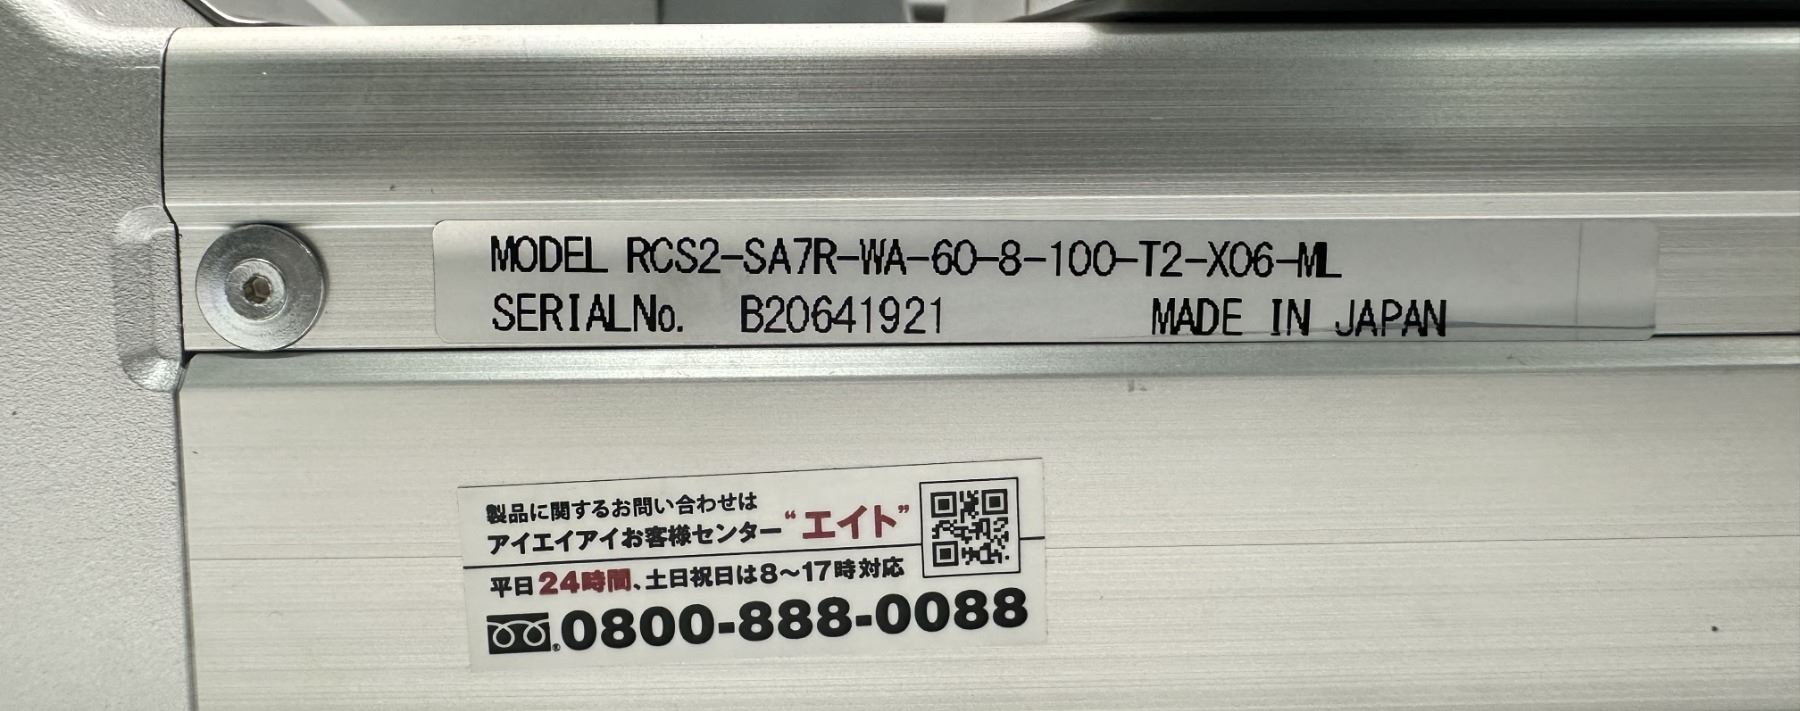 MODEL RCS2-SA7R-WA-60-8-100-T2-X06-ML
SERIALNo. B20641921 MADE IN JAPAN
製品に関するお問い合わせは
アイエイアイお客様センター“エイト”
平日24時間、土日祝日は8～17時対応
0800-888-0088